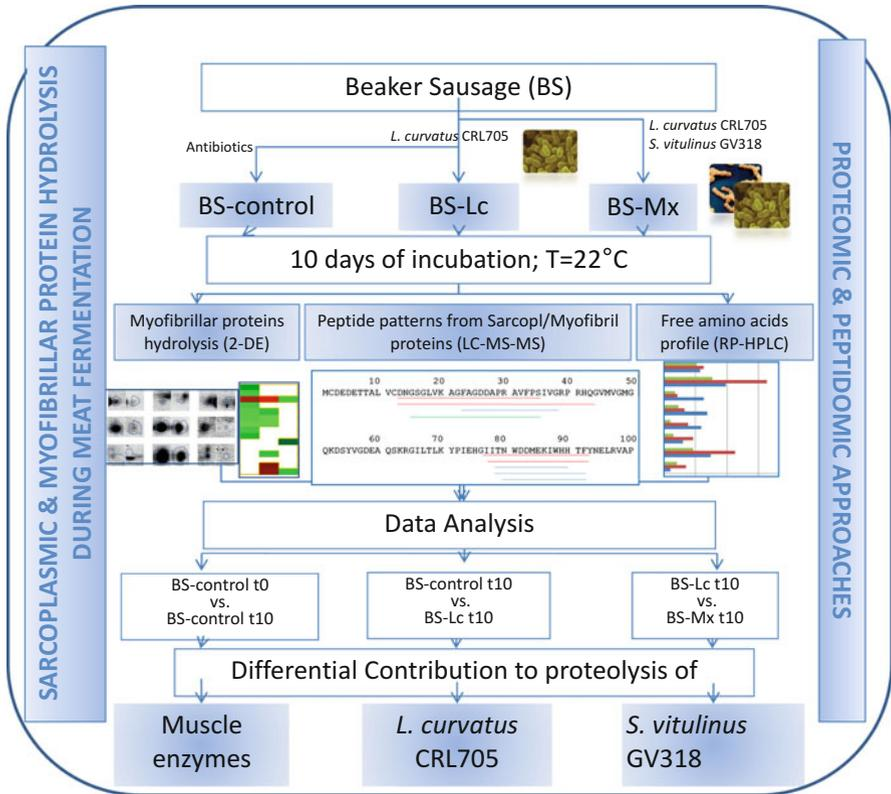 SARCOPLASMIC & MYOFIBRILLAR PROTEIN HYDROLYSIS
DURING MEAT FERMENTATION
Beaker Sausage (BS)
Antibiotics
L. curvatus CRL705
L. curvatus CRL705
S. vitulinus GV318
BS-control
BS-Lc
BS-Mx
10 days of incubation; T=22°C
Myofibrillar proteins
hydrolysis (2-DE)
Peptide patterns from Sarcopl/Myofibril
proteins (LC-MS-MS)
Free amino acids
profile (RP-HPLC)
10 20 30 40 50
MCDEDETTAL VCDNGSGLVK AGFAGDDAPR AVFPSIVGRP RHQGVMVGMG
60 70 80 90 100
QKDSYVGDEA QSKRGILTLK YPIEHGIITN WDDMEKIWHH TFYNELRVAP
Data Analysis
BS-control t0
vs.
BS-control t10
BS-control t10
vs.
BS-Lc t10
BS-Lc t10
vs.
BS-Mx t10
Differential Contribution to proteolysis of
Muscle
enzymes
L. curvatus
CRL705
S. vitulinus
GV318
PROTEOMIC & PEPTIDOMIC APPROACHES